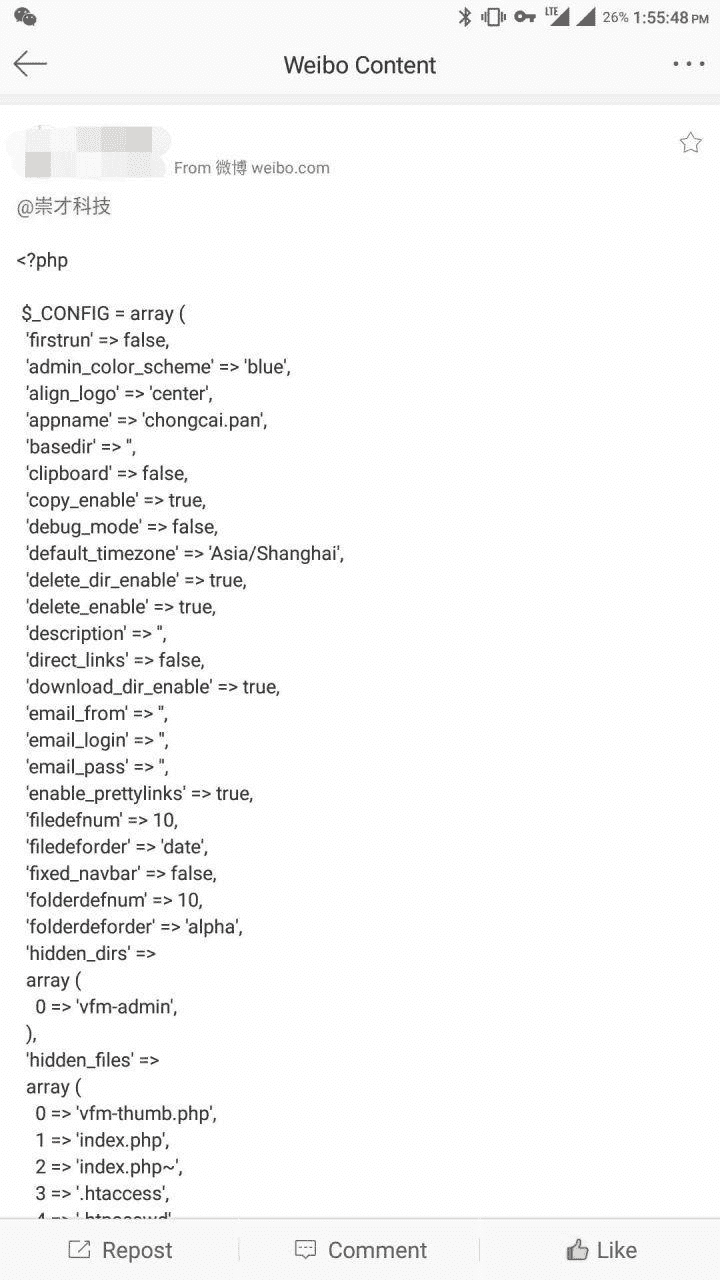 LTE 26% 1:55:48 PM
Weibo Content
From 微博 weibo.com
@崇才科技
<?php
$_CONFIG = array (
'firstrun' => false,
'admin_color_scheme' => 'blue',
'align_logo' => 'center',
'appname' => 'chongcai.pan',
'basedir' => '',
'clipboard' => false,
'copy_enable' => true,
'debug_mode' => false,
'default_timezone' => 'Asia/Shanghai',
'delete_dir_enable' => true,
'delete_enable' => true,
'description' => '',
'direct_links' => false,
'download_dir_enable' => true,
'email_from' => '',
'email_login' => '',
'email_pass' => '',
'enable_prettylinks' => true,
'filedefnum' => 10,
'filedeforder' => 'date',
'fixed_navbar' => false,
'folderdefnum' => 10,
'folderdeforder' => 'alpha',
'hidden_dirs' =>
array (
0 => 'vfm-admin',
),
'hidden_files' =>
array (
0 => 'vfm-thumb.php',
1 => 'index.php',
2 => 'index.php~',
3 => '.htaccess',
Repost Comment Like